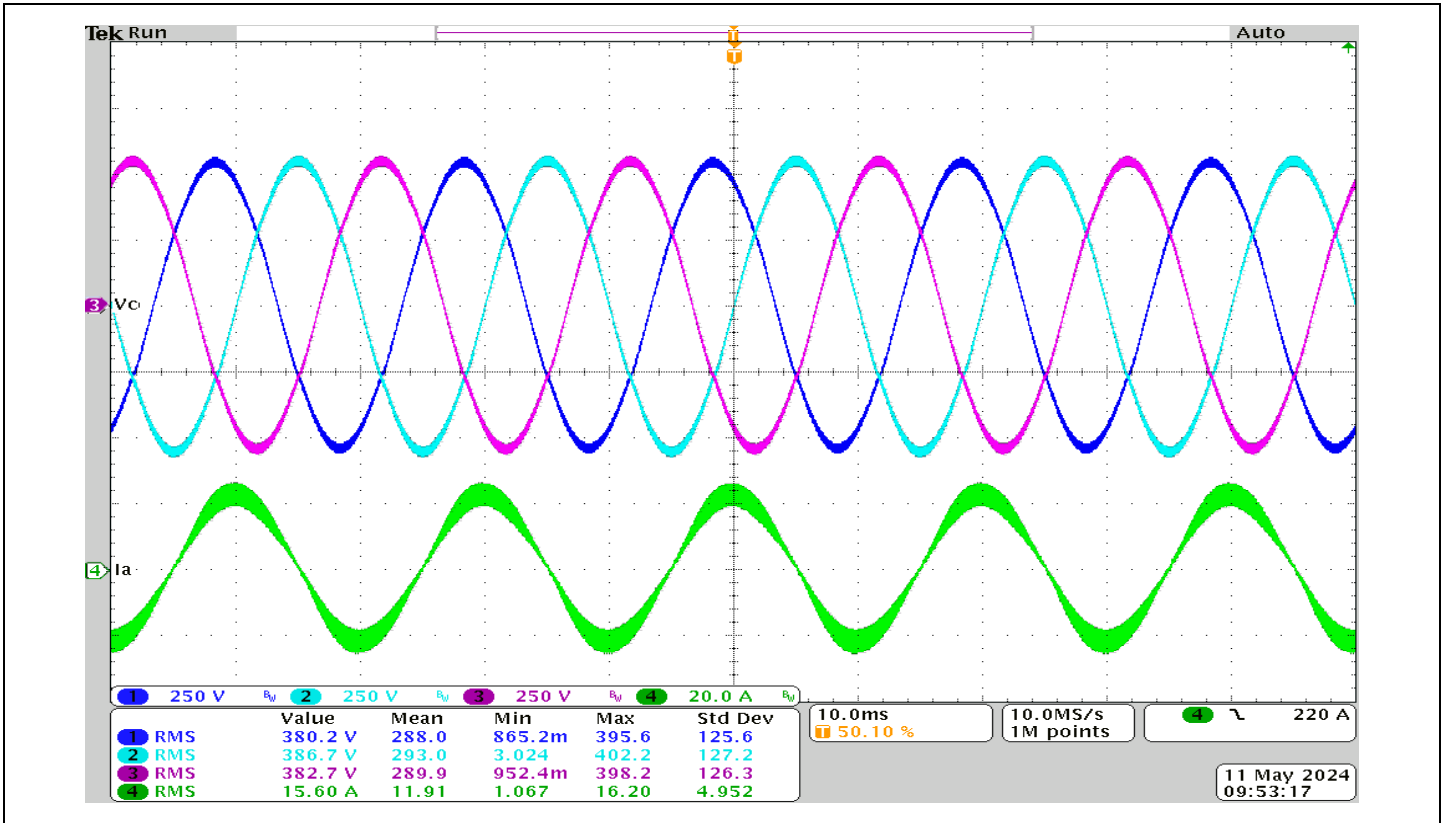 Tek Run Auto
T
T
3 Vc
4 Ia
1 250 V BW 2 250 V BW 3 250 V BW 4 20.0 A BW
Value Mean Min Max Std Dev
1 RMS 380.2 V 288.0 865.2m 395.6 125.6
2 RMS 386.7 V 293.0 3.024 402.2 127.2
3 RMS 382.7 V 289.9 952.4m 398.2 126.3
4 RMS 15.60 A 11.91 1.067 16.20 4.952
10.0ms
T 50.10 %
10.0MS/s
1M points
4 220 A
11 May 2024
09:53:17